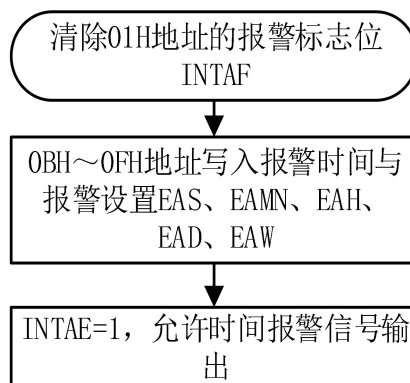 清除01H地址的报警标志位
INTAF
0BH～0FH地址写入报警时间与
报警设置EAS、EAMN、EAH、
EAD、EAW
INTAE=1，允许时间报警信号输
出